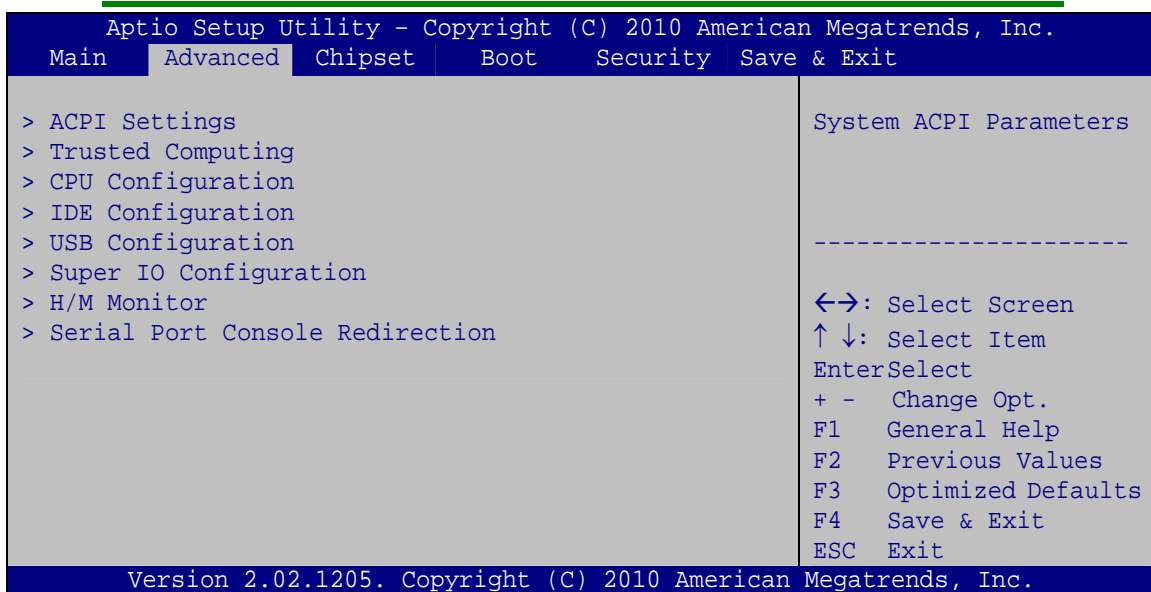 Aptio Setup Utility – Copyright (C) 2010 American Megatrends, Inc.
Main Advanced Chipset Boot Security Save & Exit
> ACPI Settings
> Trusted Computing
> CPU Configuration
> IDE Configuration
> USB Configuration
> Super IO Configuration
> H/M Monitor
> Serial Port Console Redirection
System ACPI Parameters
----------------------
←→: Select Screen
↑ ↓: Select Item
EnterSelect
+ - Change Opt.
F1 General Help
F2 Previous Values
F3 Optimized Defaults
F4 Save & Exit
ESC Exit
Version 2.02.1205. Copyright (C) 2010 American Megatrends, Inc.